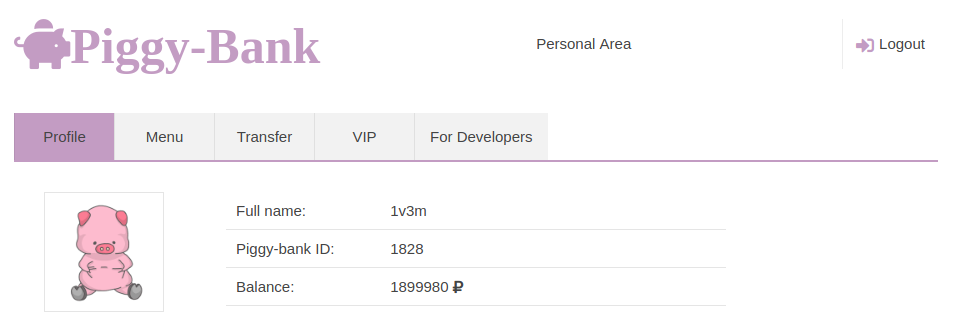 Piggy-Bank
Personal Area
Logout
Profile
Menu
Transfer
VIP
For Developers
Full name: 1v3m
Piggy-bank ID: 1828
Balance: 1899980 ₽